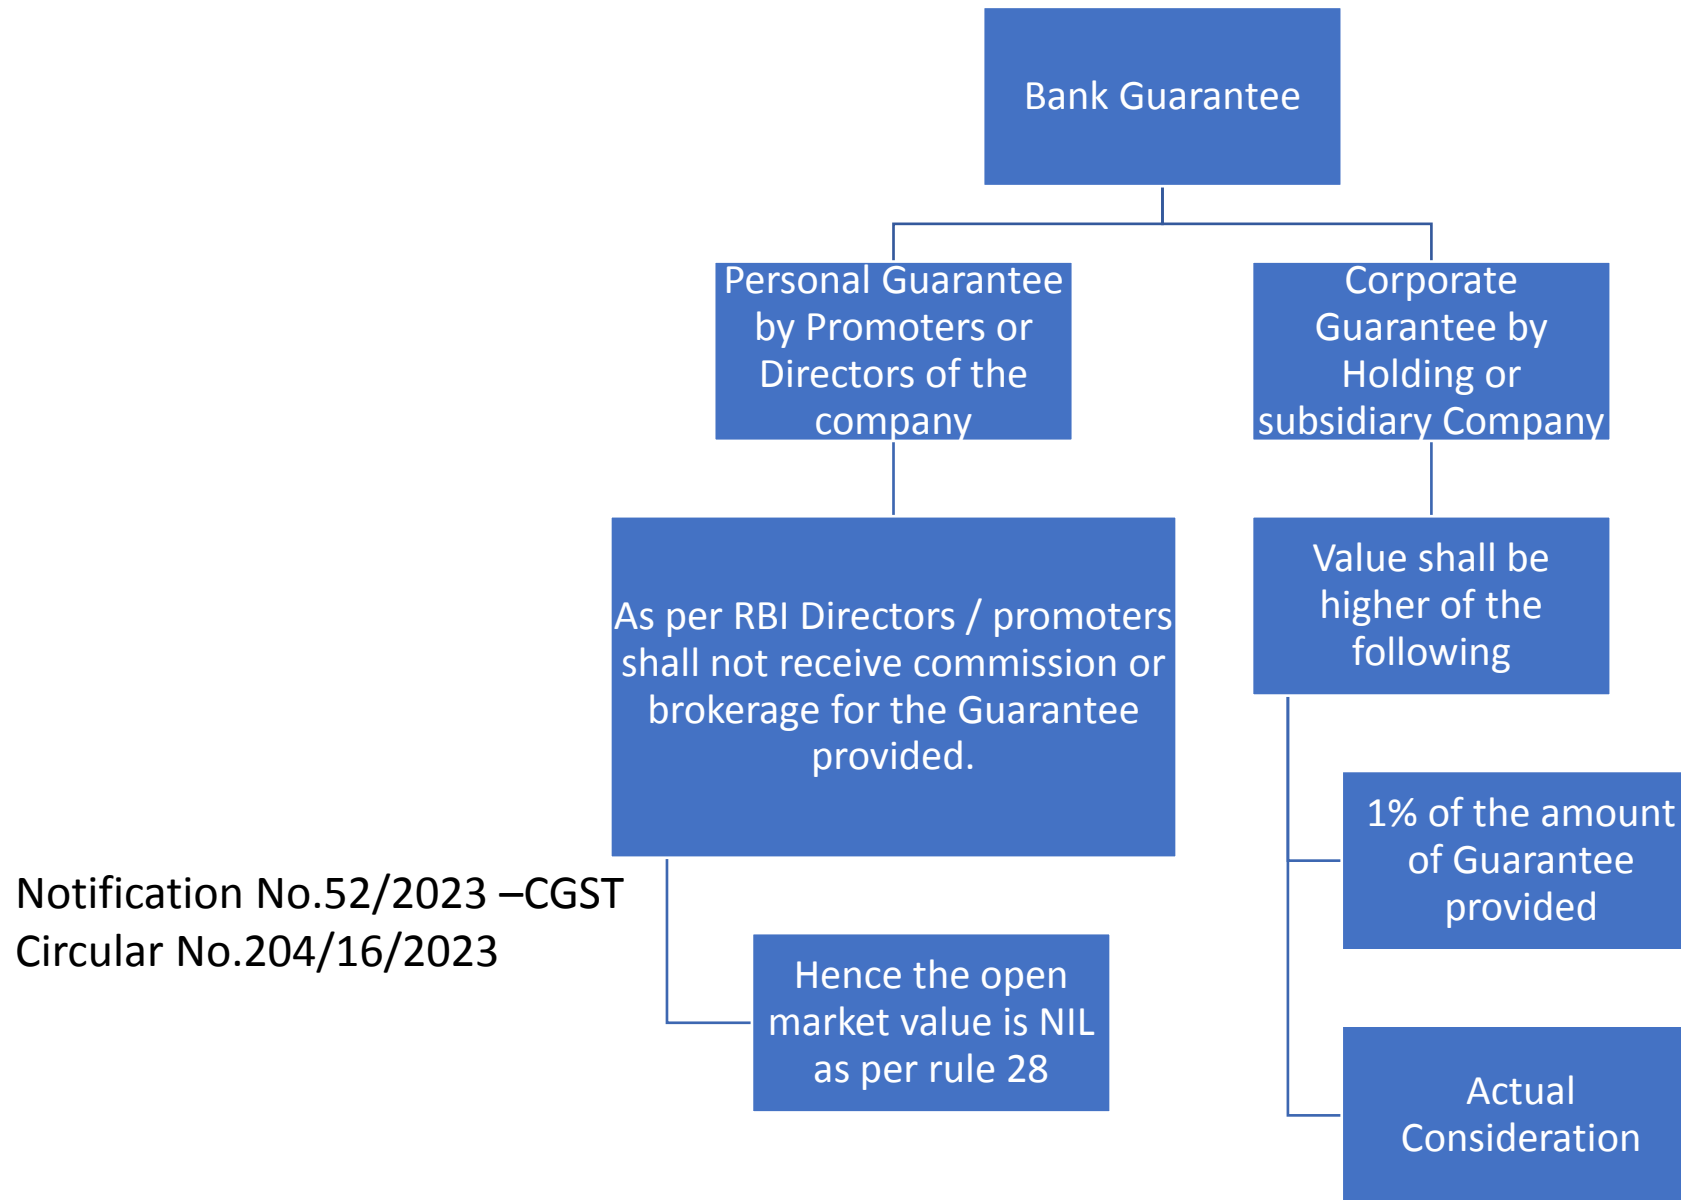 Bank Guarantee
Personal Guarantee
by Promoters or
Directors of the
company
As per RBI Directors / promoters
shall not receive commission or
brokerage for the Guarantee
provided.
Hence the open
market value is NIL
as per rule 28
Corporate
Guarantee by
Holding or
subsidiary Company
Value shall be
higher of the
following
1% of the amount
of Guarantee
provided
Actual
Consideration
Notification No.52/2023 –CGST
Circular No.204/16/2023